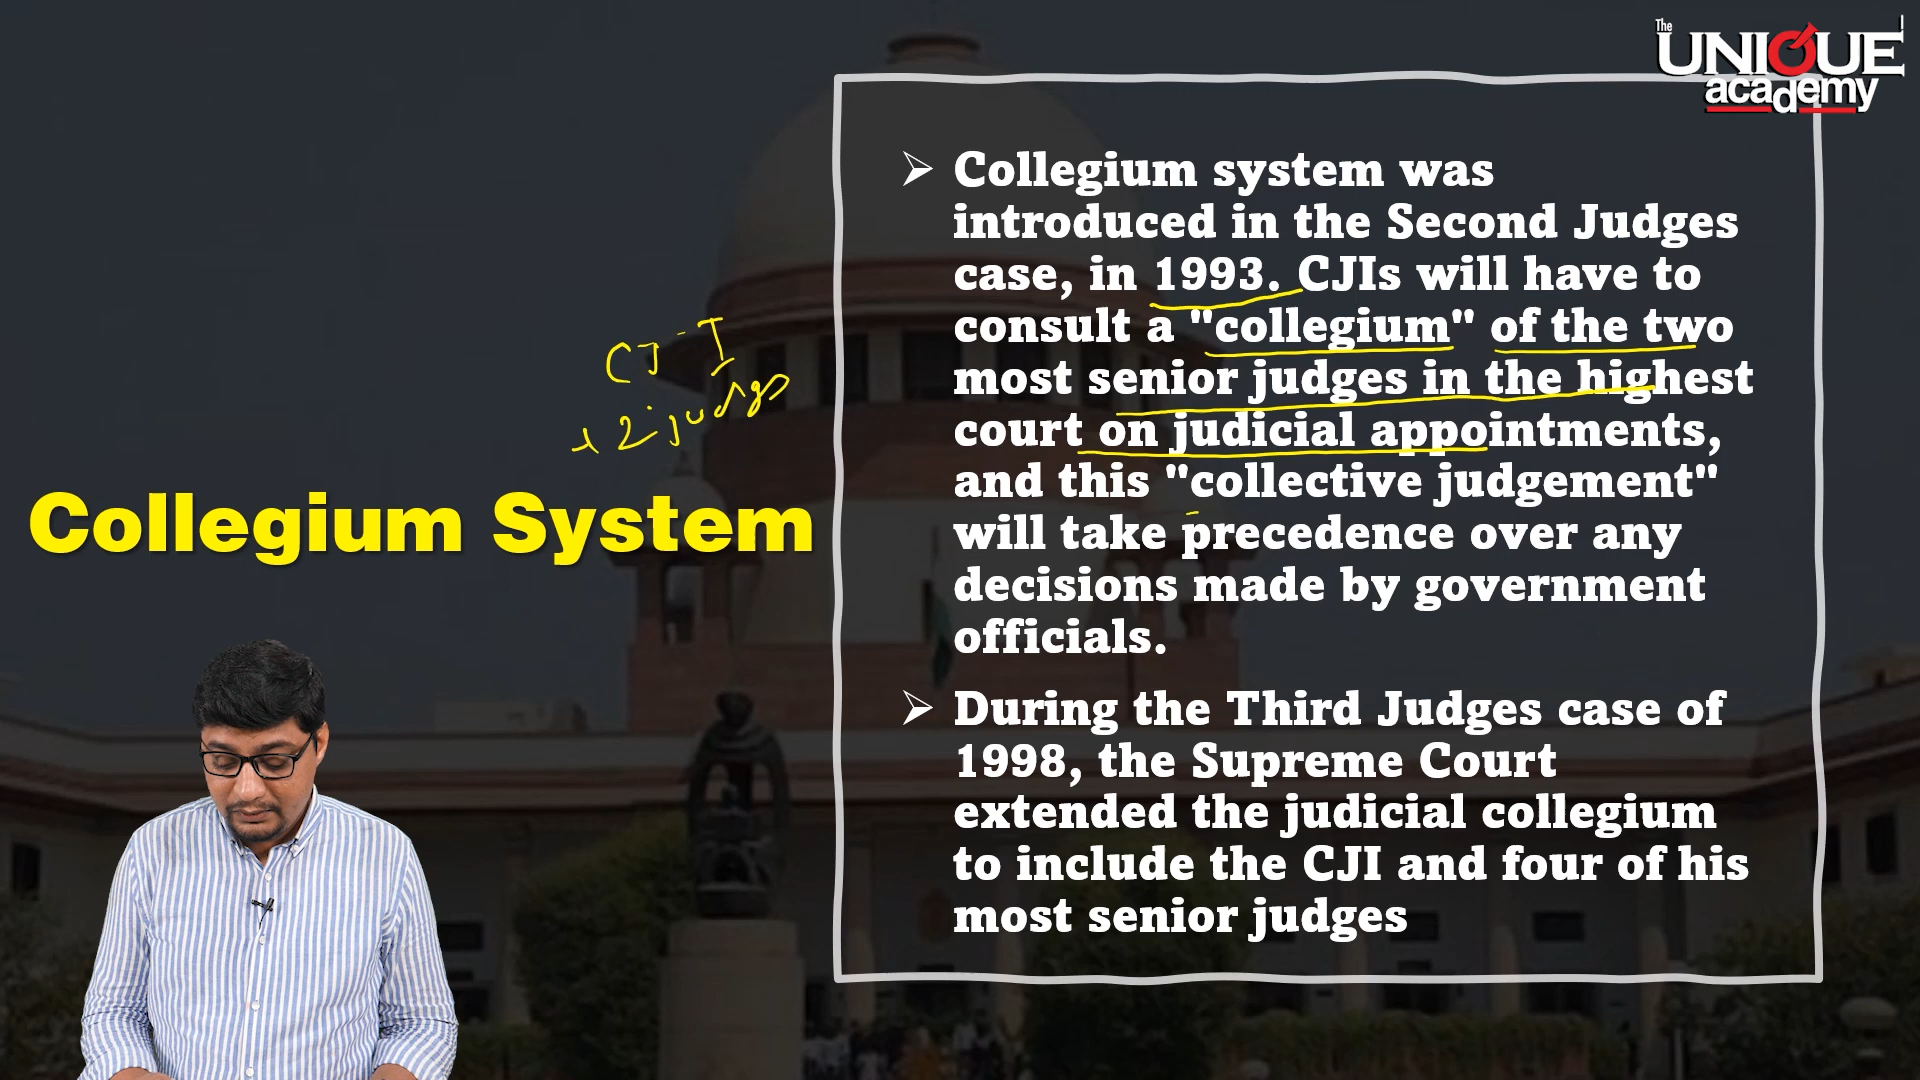 The
UNIQUE
academy
Collegium System
CJI
+ 2 judges
➢ Collegium system was
introduced in the Second Judges
case, in 1993. CJIs will have to
consult a "collegium" of the two
most senior judges in the highest
court on judicial appointments,
and this "collective judgement"
will take precedence over any
decisions made by government
officials.
➢ During the Third Judges case of
1998, the Supreme Court
extended the judicial collegium
to include the CJI and four of his
most senior judges